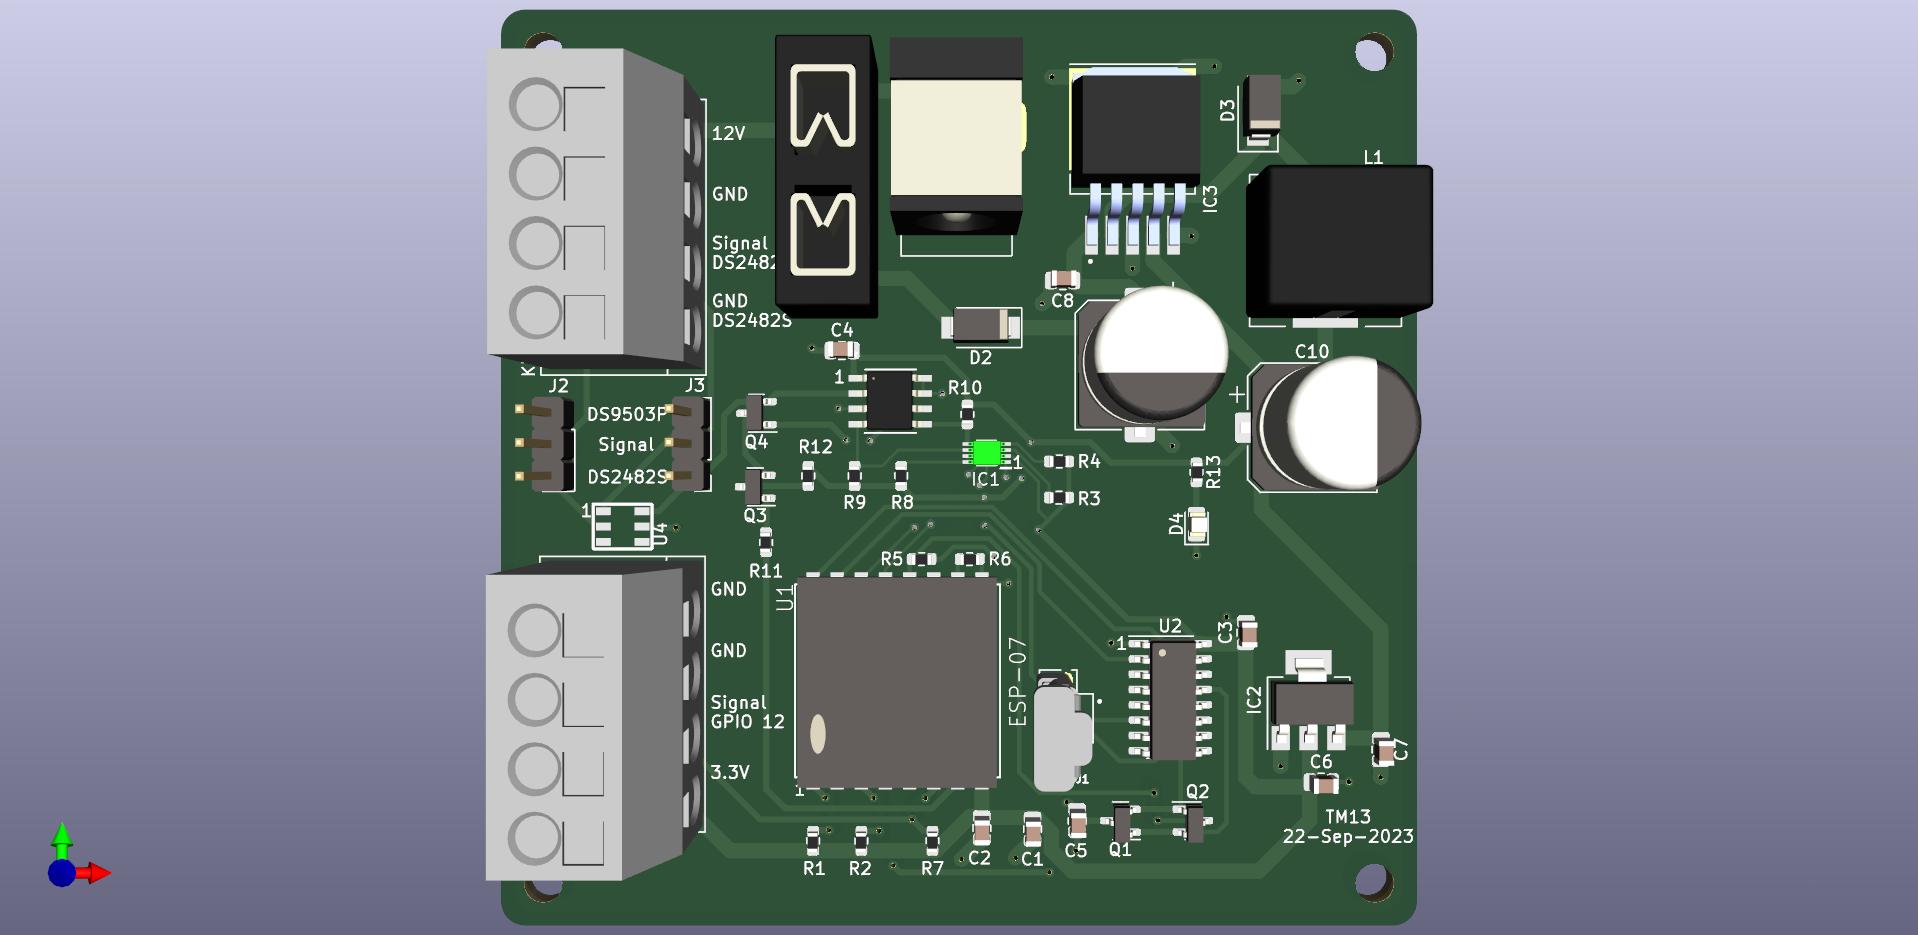 12V
GND
Signal
DS2482
GND
DS2482S
K
J2
J3
DS9503P
Signal
DS2482S
1
U4
GND
GND
Signal
GPIO 12
3.3V
C4
1
Q4
Q3
R12
R9
R8
R10
1
IC1
R4
R3
R11
R5
R6
U1
ESP-07
1
D2
C8
IC3
D3
L1
C10
+
R13
D4
U2
1
C3
IC2
C7
C6
J1
Q2
Q1
C5
C1
C2
R7
R2
R1
TM13
22-Sep-2023